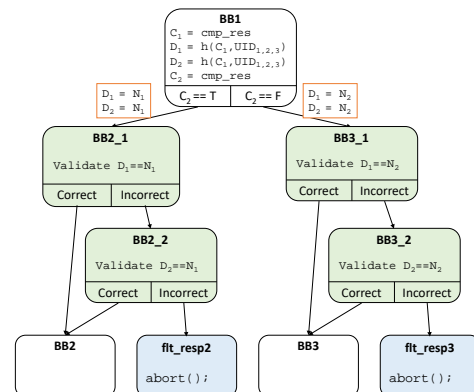 BB1
C₁ = cmp_res
D₁ = h(C₁,UID₁,₂,₃)
D₂ = h(C₁,UID₁,₂,₃)
C₂ = cmp_res
C₂ == T
C₂ == F
D₁ = N₁
D₂ = N₁
D₁ = N₂
D₂ = N₂
BB2_1
Validate D₁==N₁
Correct
Incorrect
BB3_1
Validate D₁==N₂
Correct
Incorrect
BB2_2
Validate D₂==N₁
Correct
Incorrect
BB3_2
Validate D₂==N₂
Correct
Incorrect
BB2
flt_resp2
abort();
BB3
flt_resp3
abort();